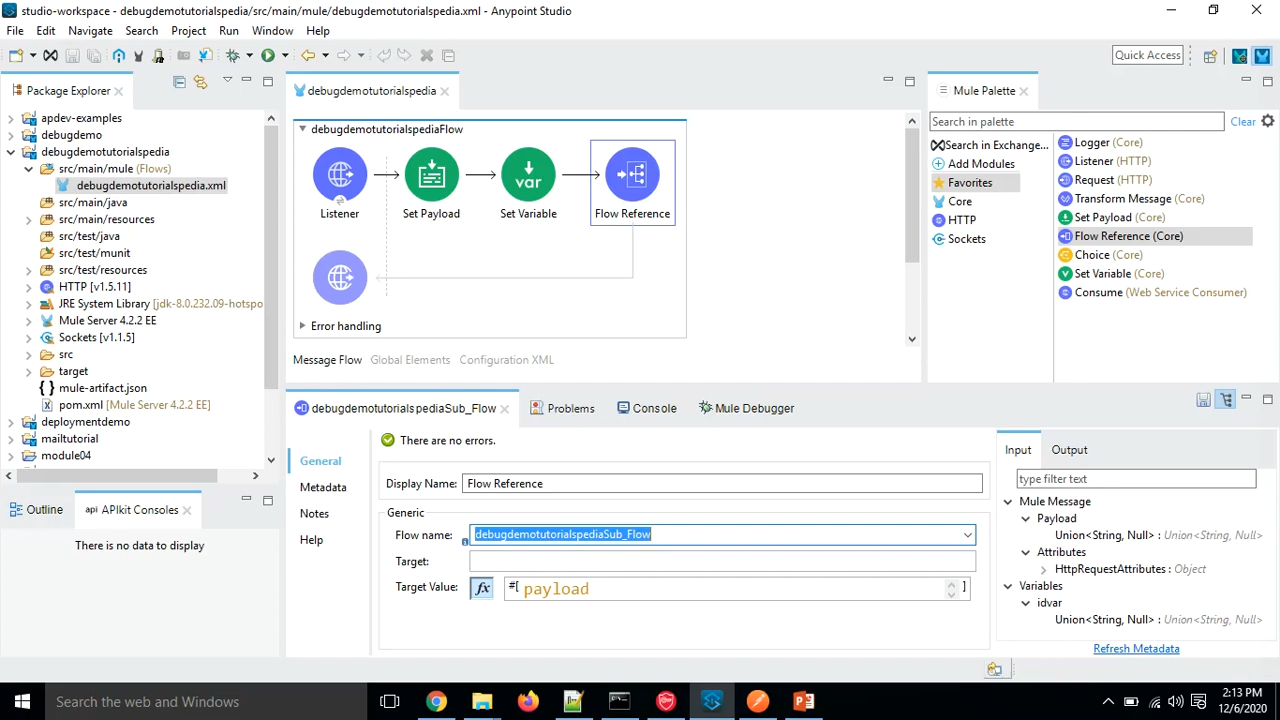 studio-workspace - debugdemotutorialspedia/src/main/mule/debugdemotutorialspedia.xml - Anypoint Studio
File Edit Navigate Search Project Run Window Help
Quick Access
Package Explorer
apdev-examples
debugdemo
debugdemotutorialspedia
src/main/mule (Flows)
debugdemotutorialspedia.xml
src/main/java
src/main/resources
src/test/java
src/test/munit
src/test/resources
HTTP [v1.5.11]
JRE System Library [jdk-8.0.232.09-hotspo
Mule Server 4.2.2 EE
Sockets [v1.1.5]
src
target
mule-artifact.json
pom.xml [Mule Server 4.2.2 EE]
deploymentdemo
mailtutorial
module04
Outline
API APIkit Consoles
There is no data to display
debugdemotutorialspedia
debugdemotutorialspediaFlow
Listener
Set Payload
var
Set Variable
Flow Reference
Error handling
Message Flow Global Elements Configuration XML
Mule Palette
Search in palette
Clear
Search in Exchange...
Add Modules
Favorites
Core
HTTP
Sockets
Logger (Core)
Listener (HTTP)
Request (HTTP)
Transform Message (Core)
Set Payload (Core)
Flow Reference (Core)
Choice (Core)
Set Variable (Core)
Consume (Web Service Consumer)
debugdemotutorialspediaSub_Flow
Problems
Console
Mule Debugger
There are no errors.
General
Metadata
Notes
Help
Display Name: Flow Reference
Generic
Flow name: debugdemotutorialspediaSub_Flow
Target:
Target Value: fx #[ payload ]
Input Output
type filter text
Mule Message
Payload
Union<String, Null> : Union<String, Null>
Attributes
HttpRequestAttributes : Object
Variables
idvar
Union<String, Null> : Union<String, Null>
Refresh Metadata
Search the web and Windows
2:13 PM
12/6/2020